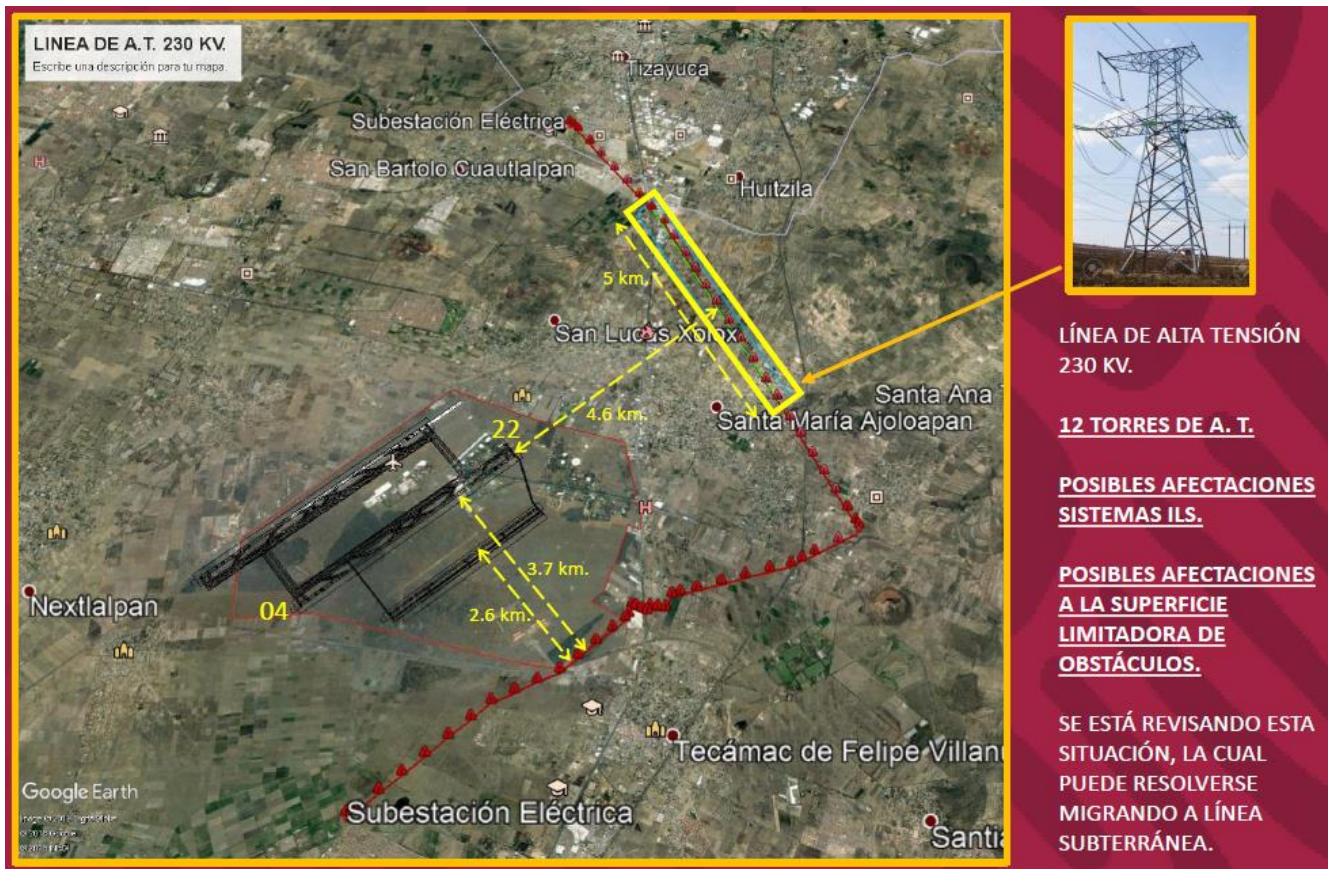 LINEA DE A.T. 230 KV.
Escribe una descripción para tu mapa.
Tizayuca
Subestación Eléctrica
San Bartolo Cuautlalpan
Huitzila
5 km.
San Lucas Xolox
Santa Ana T
4.6 km.
Santa María Ajoloapan
22
3.7 km.
2.6 km.
Nextlalpan
04
Tecámac de Felipe Villanu
Google Earth
Subestación Eléctrica
Santia
LÍNEA DE ALTA TENSIÓN
230 KV.
12 TORRES DE A. T.
POSIBLES AFECTACIONES
SISTEMAS ILS.
POSIBLES AFECTACIONES
A LA SUPERFICIE
LIMITADORA DE
OBSTÁCULOS.
SE ESTÁ REVISANDO ESTA
SITUACIÓN, LA CUAL
PUEDE RESOLVERSE
MIGRANDO A LÍNEA
SUBTERRÁNEA.